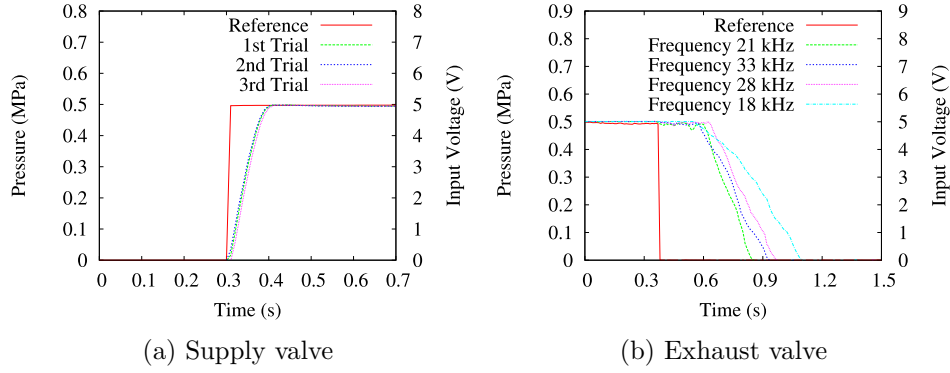 Reference
1st Trial
2nd Trial
3rd Trial
Pressure (MPa)
0.8
0.7
0.6
0.5
0.4
0.3
0.2
0.1
0
Input Voltage (V)
8
7
6
5
4
3
2
1
0
0 0.1 0.2 0.3 0.4 0.5 0.6 0.7
Time (s)
(a) Supply valve
Reference
Frequency 21 kHz
Frequency 33 kHz
Frequency 28 kHz
Frequency 18 kHz
Pressure (MPa)
0.9
0.8
0.7
0.6
0.5
0.4
0.3
0.2
0.1
0
Input Voltage (V)
9
8
7
6
5
4
3
2
1
0
0 0.3 0.6 0.9 1.2 1.5
Time (s)
(b) Exhaust valve